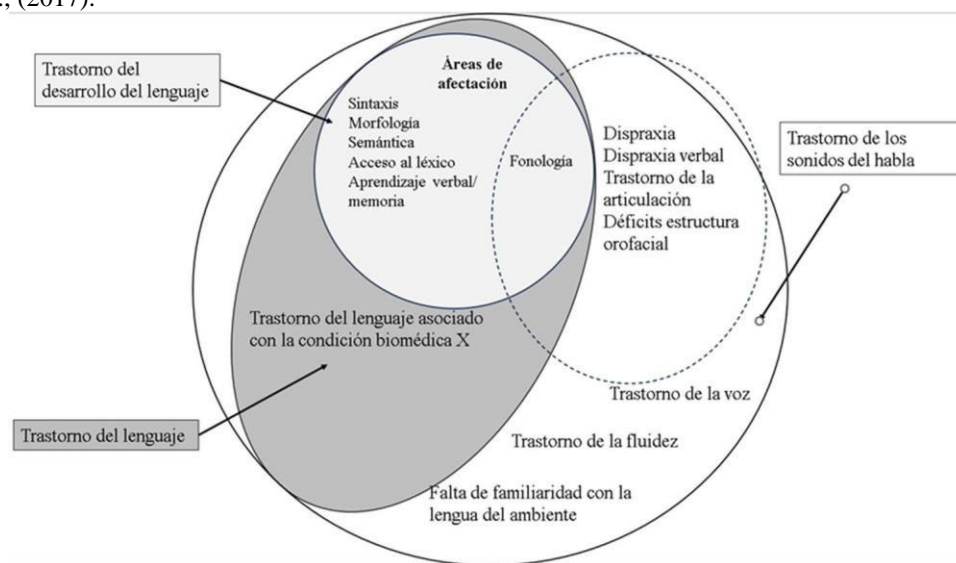 ., (2017).
Trastorno del
desarrollo del lenguaje
Áreas de
afectación
Sintaxis
Morfología
Semántica
Acceso al léxico
Aprendizaje verbal/
memoria
Fonología
Dispraxia
Dispraxia verbal
Trastorno de la
articulación
Déficits estructura
orofacial
Trastorno de los
sonidos del habla
Trastorno del lenguaje asociado
con la condición biomédica X
Trastorno de la voz
Trastorno del lenguaje
Trastorno de la fluidez
Falta de familiaridad con la
lengua del ambiente